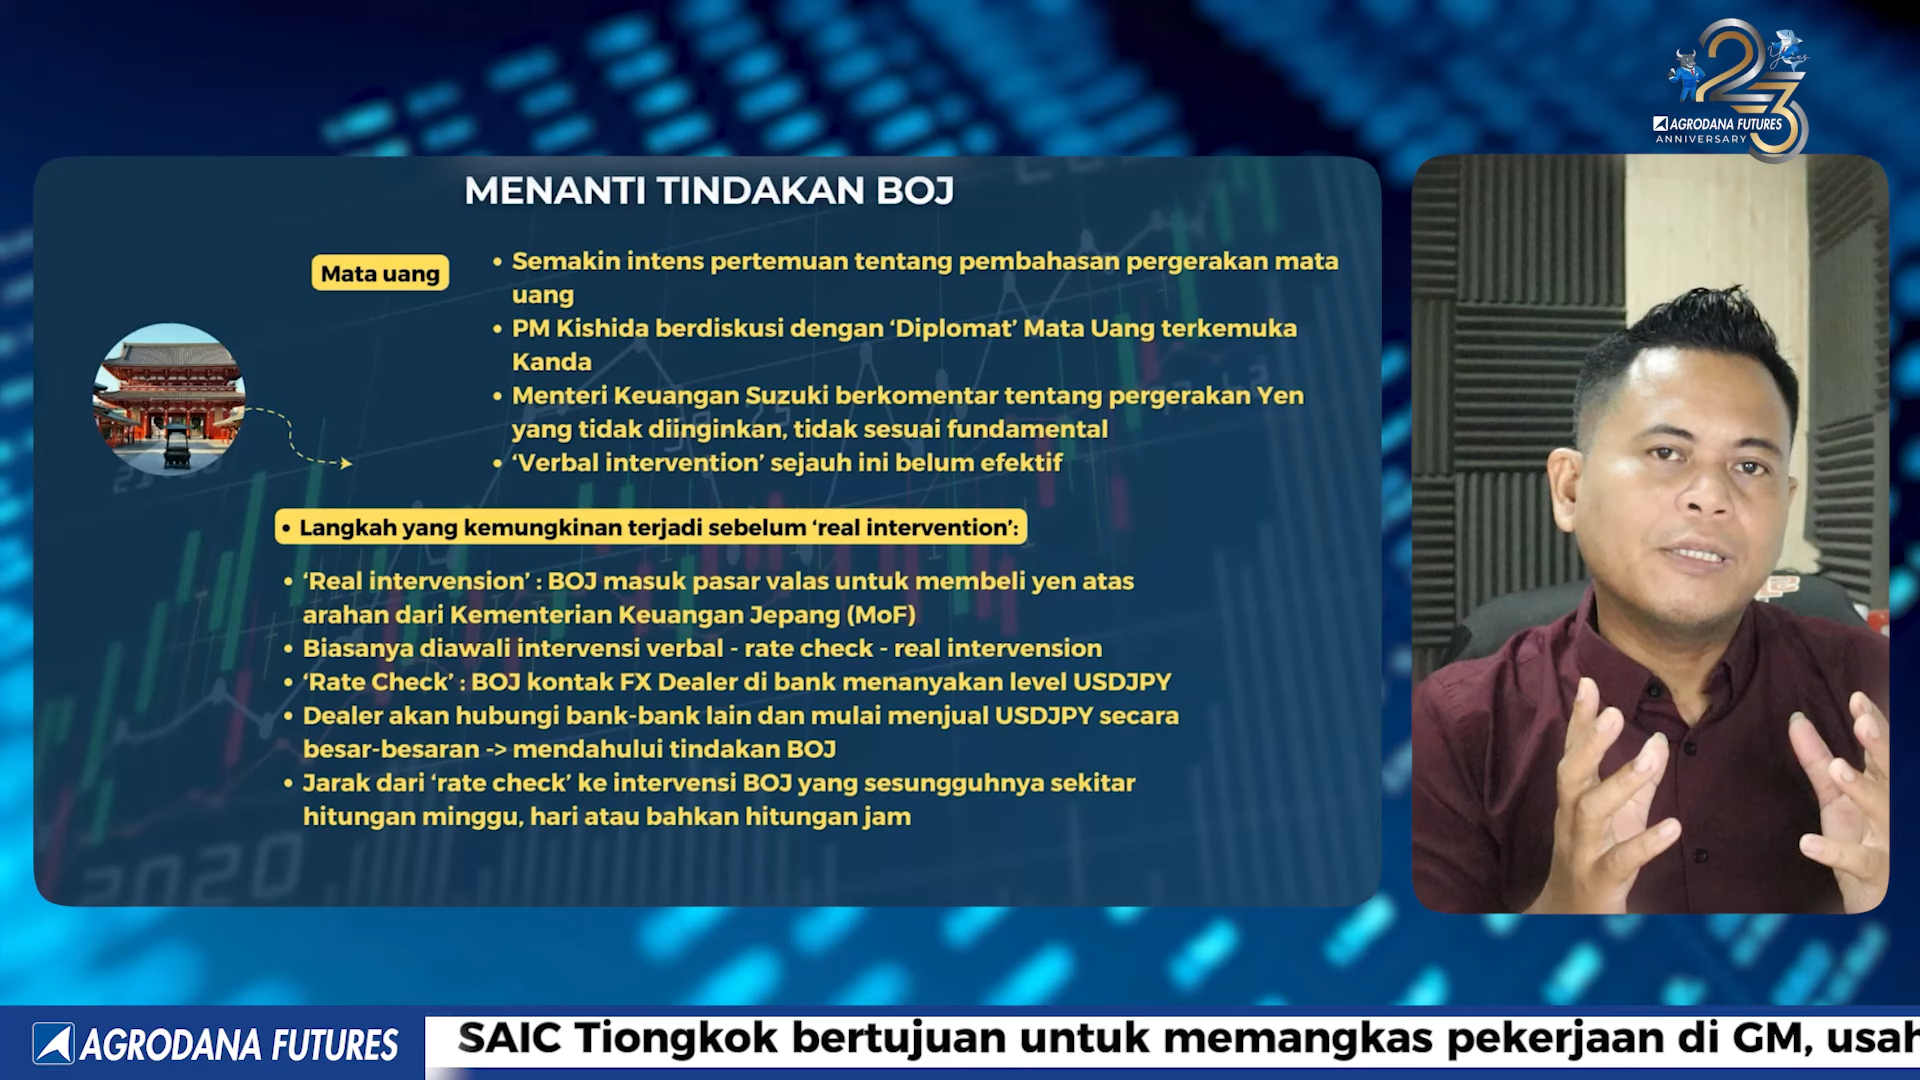 23
Years
AGRODANA FUTURES
ANNIVERSARY
MENANTI TINDAKAN BOJ
Mata uang
• Semakin intens pertemuan tentang pembahasan pergerakan mata
uang
• PM Kishida berdiskusi dengan ‘Diplomat’ Mata Uang terkemuka
Kanda
• Menteri Keuangan Suzuki berkomentar tentang pergerakan Yen
yang tidak diinginkan, tidak sesuai fundamental
• ‘Verbal intervention’ sejauh ini belum efektif
• Langkah yang kemungkinan terjadi sebelum ‘real intervention’:
• ‘Real intervension’ : BOJ masuk pasar valas untuk membeli yen atas
arahan dari Kementerian Keuangan Jepang (MoF)
• Biasanya diawali intervensi verbal - rate check - real intervension
• ‘Rate Check’ : BOJ kontak FX Dealer di bank menanyakan level USDJPY
• Dealer akan hubungi bank-bank lain dan mulai menjual USDJPY secara
besar-besaran -> mendahului tindakan BOJ
• Jarak dari ‘rate check’ ke intervensi BOJ yang sesungguhnya sekitar
hitungan minggu, hari atau bahkan hitungan jam
2020
AGRODANA FUTURES
SAIC Tiongkok bertujuan untuk memangkas pekerjaan di GM, usah